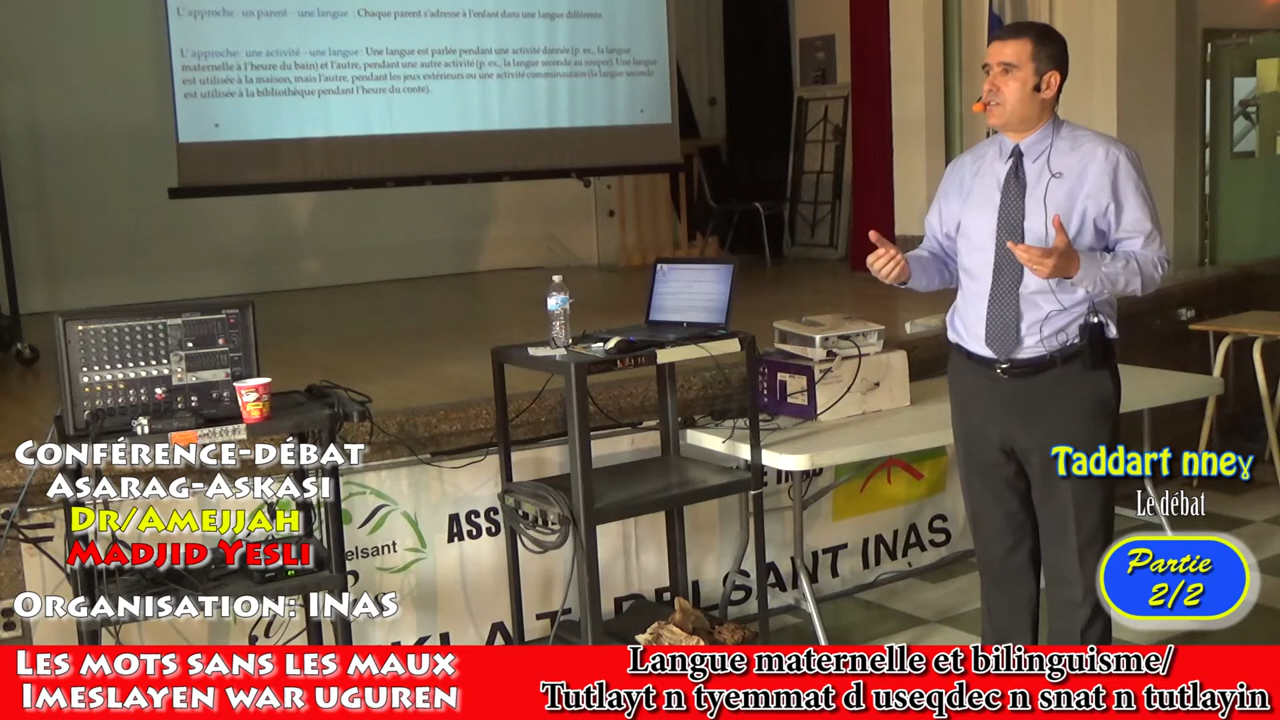 L'approche : un parent – une langue : Chaque parent s'adresse à l'enfant dans une langue différente.
L'approche: une activité – une langue : Une langue est parlée pendant une activité donnée (p. ex., la langue
maternelle à l'heure du bain) et l'autre, pendant une autre activité (p. ex., la langue seconde au souper). Une langue
est utilisée à la maison, mais l'autre, pendant les jeux extérieurs ou une activité communautaire (la langue seconde
est utilisée à la bibliothèque pendant l'heure du conte).
Conférence-débat
Asarag-Askasi
Dr/Amejjah
Madjid Yesli
Organisation: INAS
elsant
ASS
INAS
Taddart nneɣ
Le débat
Partie
2/2
Les mots sans les maux
Imeslayen war uguren
Langue maternelle et bilinguisme/
Tutlayt n tyemmat d useqdec n snat n tutlayin